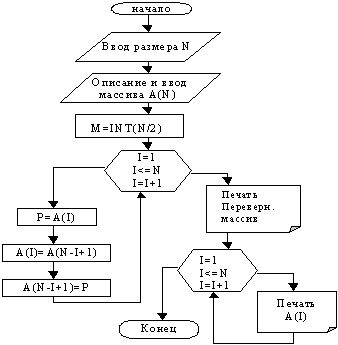 начало
Ввод размера N
Описание и ввод
массива A(N)
M=INT(N/2)
I=1
I<=N
I=I+1
P=A(I)
A(I)=A(N-I+1)
A(N-I+1)=P
Печать
Переверн.
массив
I=1
I<=N
I=I+1
Печать
A(I)
Конец